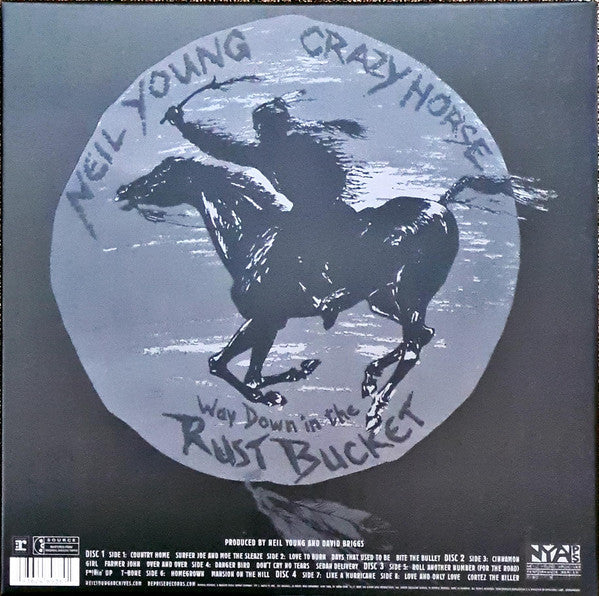 NEIL YOUNG CRAZY HORSE
Way Down in the
RUST BUCKET
PRODUCED BY NEIL YOUNG AND DAVID BRIGGS
DISC 1 SIDE 1: COUNTRY HOME SURFER JOE AND MOE THE SLEAZE SIDE 2: LOVE TO BURN DAYS THAT USED TO BE BITE THE BULLET DISC 2 SIDE 3: CINNAMON
GIRL FARMER JOHN OVER AND OVER SIDE 4: DANGER BIRD DON'T CRY NO TEARS SEDAN DELIVERY DISC 3 SIDE 5: ROLL ANOTHER NUMBER (FOR THE ROAD)
F*!#IN' UP T-BONE SIDE 6: HOMEGROWN MANSION ON THE HILL DISC 4 SIDE 7: LIKE A HURRICANE SIDE 8: LOVE AND ONLY LOVE CORTEZ THE KILLER
NEILYOUNGARCHIVES.COM REPRISERECORDS.COM
SOURCE
NYA PS